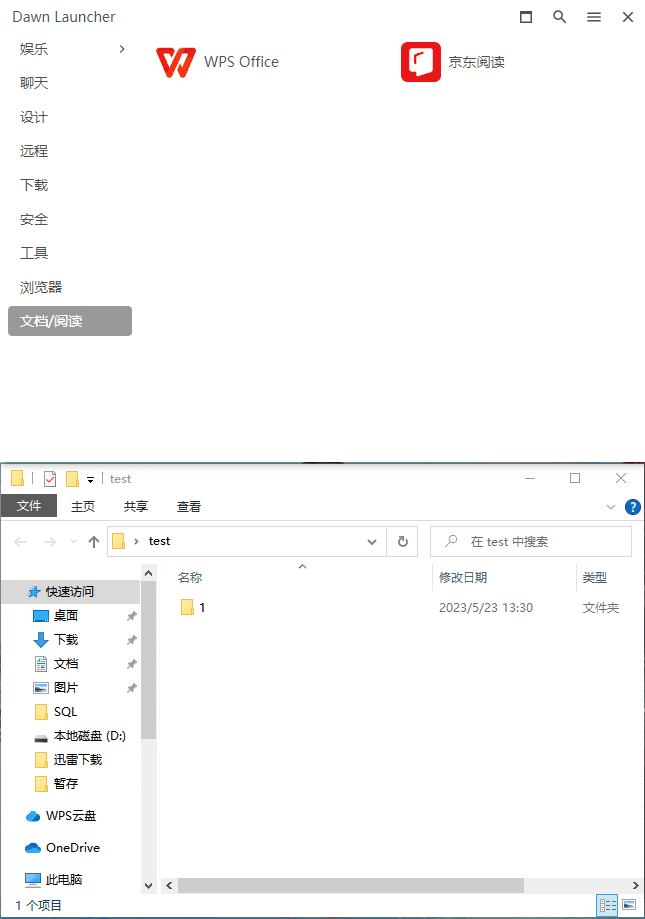 Dawn Launcher
娱乐
聊天
设计
远程
下载
安全
工具
浏览器
文档/阅读
WPS Office
京东阅读
test
文件
主页
共享
查看
test
在 test 中搜索
快速访问
桌面
下载
文档
图片
SQL
本地磁盘 (D:)
迅雷下载
暂存
WPS云盘
OneDrive
此电脑
名称
修改日期
类型
1
2023/5/23 13:30
文件夹
1 个项目